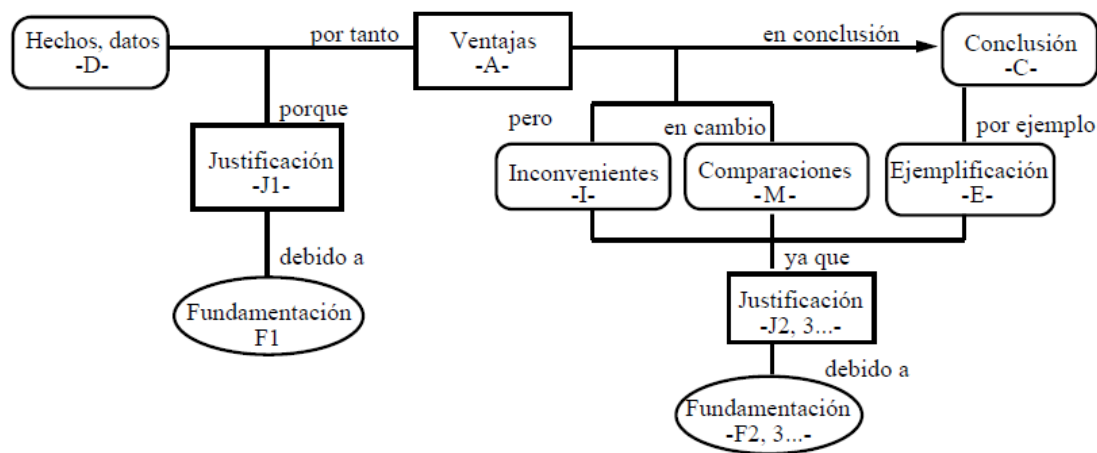 Hechos, datos
-D-
por tanto
Ventajas
-A-
en conclusión
Conclusión
-C-
porque
pero
en cambio
por ejemplo
Justificación
-J1-
Inconvenientes
-I-
Comparaciones
-M-
Ejemplificación
-E-
debido a
ya que
Fundamentación
F1
Justificación
-J2, 3...-
debido a
Fundamentación
-F2, 3...-